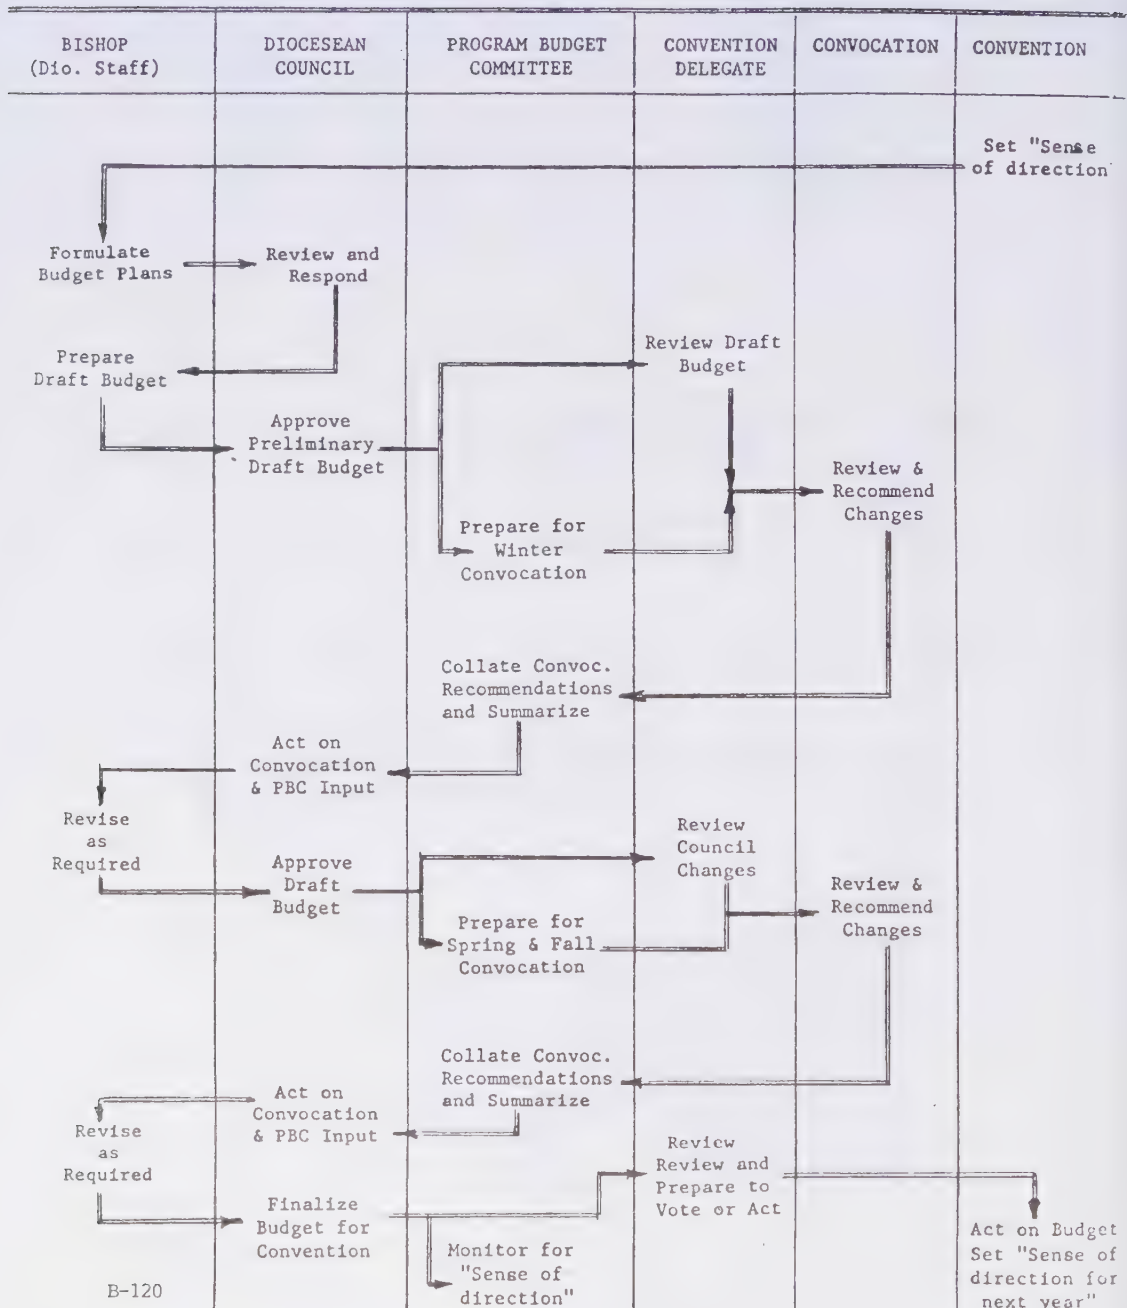 BISHOP
(Dio. Staff)
DIOCESEAN
COUNCIL
PROGRAM BUDGET
COMMITTEE
CONVENTION
DELEGATE
CONVOCATION
CONVENTION
Set "Sense
of direction
Formulate
Budget Plans
Review and
Respond
Prepare
Draft Budget
Review Draft
Budget
Approve
Preliminary
Draft Budget
Review &
Recommend
Changes
Prepare for
Winter
Convocation
Collate Convoc.
Recommendations
and Summarize
Act on
Convocation
& PBC Input
Revise
as
Required
Review
Council
Changes
Approve
Draft
Budget
Review &
Recommend
Changes
Prepare for
Spring & Fall
Convocation
Collate Convoc.
Recommendations
and Summarize
Act on
Convocation
& PBC Input
Revise
as
Required
Review
Review and
Prepare to
Vote or Act
Finalize
Budget for
Convention
Act on Budget
Set "Sense of
direction for
next year"
Monitor for
"Sense of
direction"
B-120